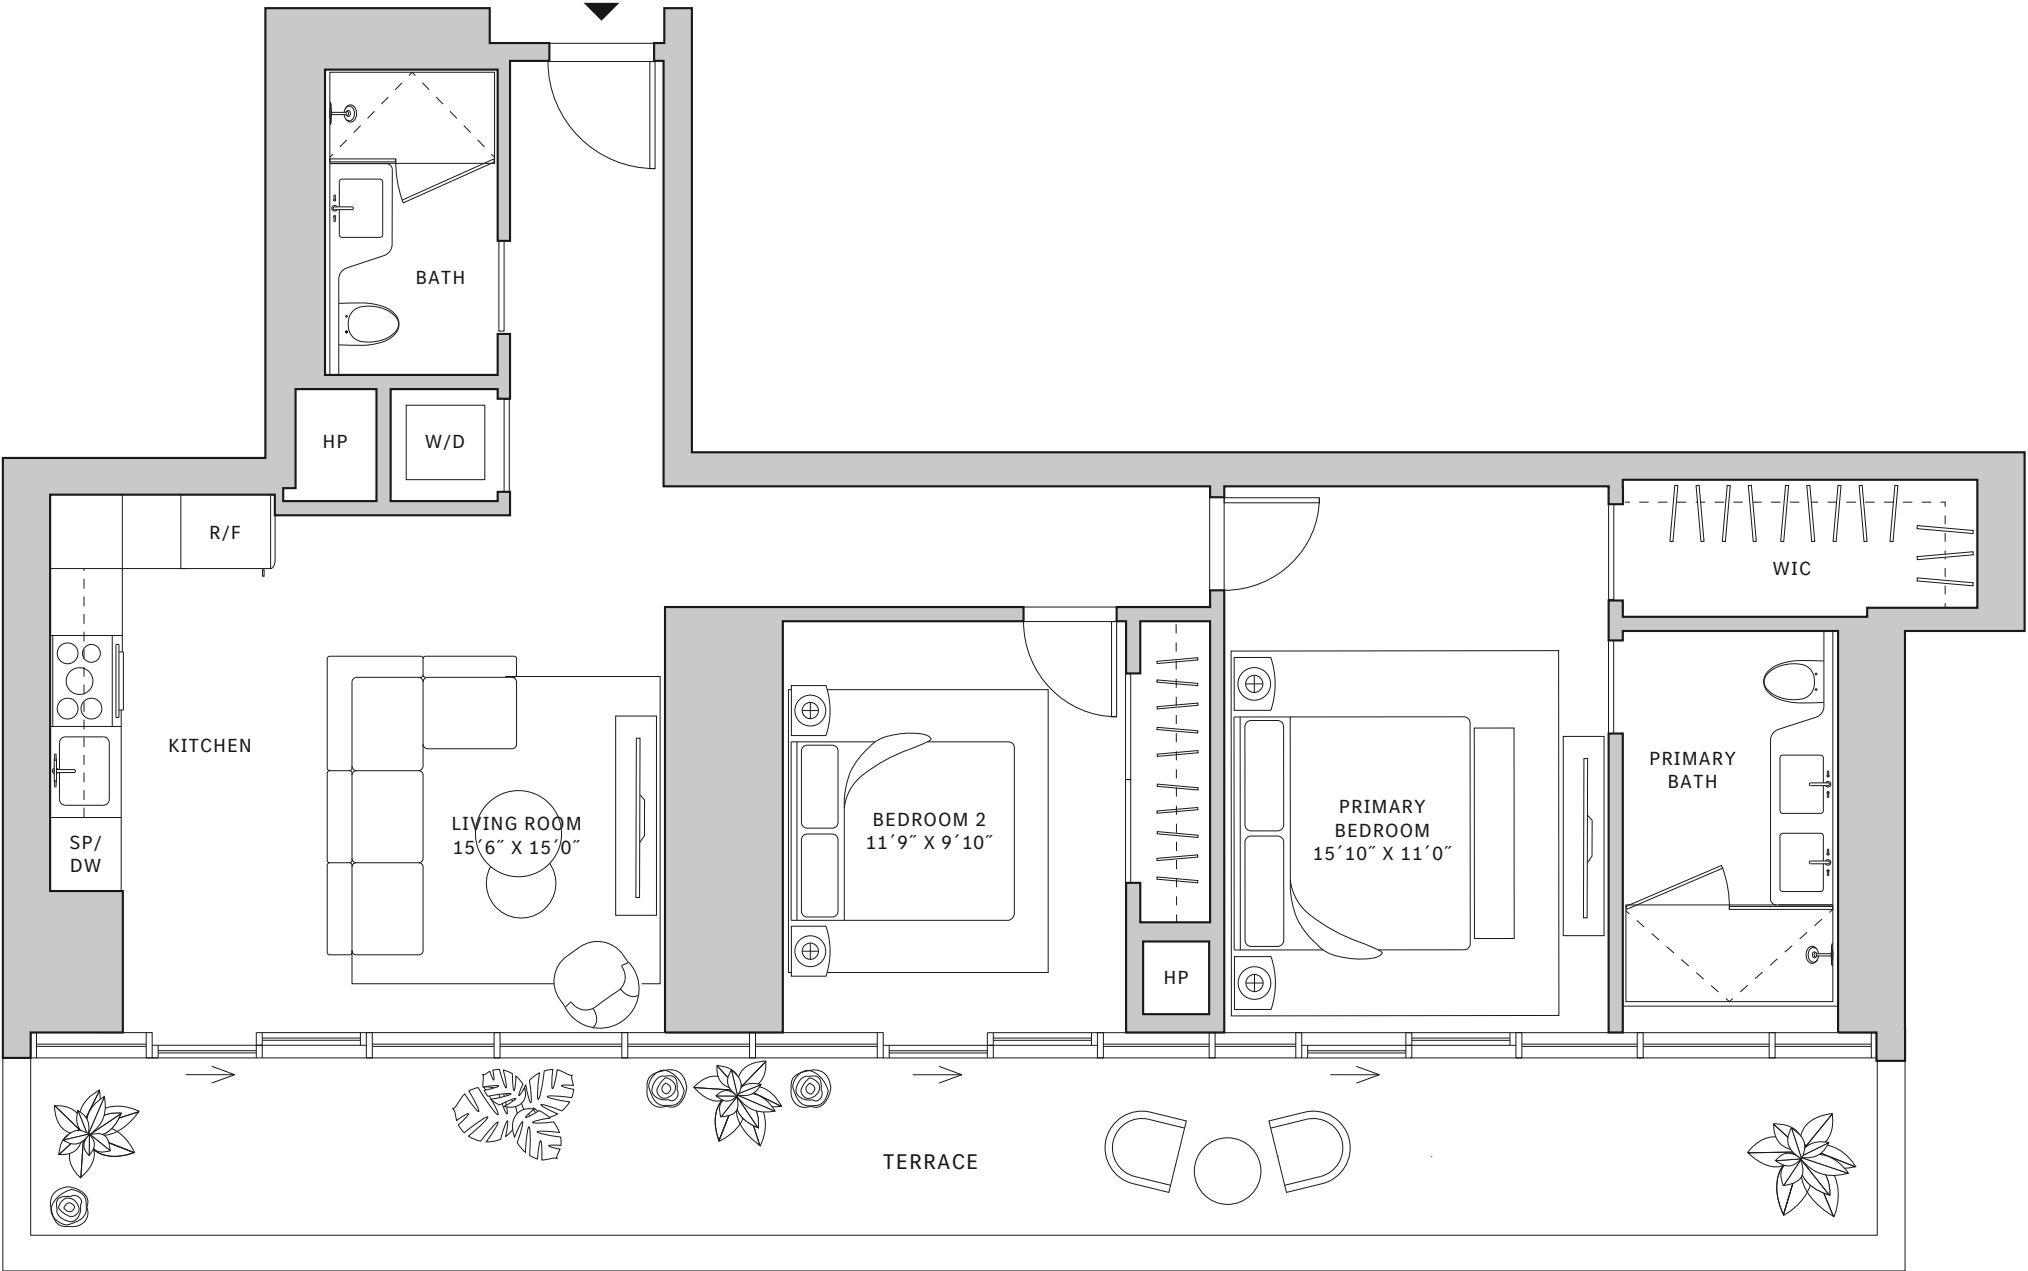 BATH
HP
W/D
R/F
WIC
KITCHEN
PRIMARY
BATH
LIVING ROOM
15´6˝ X 15´0˝
BEDROOM 2
11´9˝ X 9´10˝
PRIMARY
BEDROOM
15´10˝ X 11´0˝
SP/
DW
HP
TERRACE